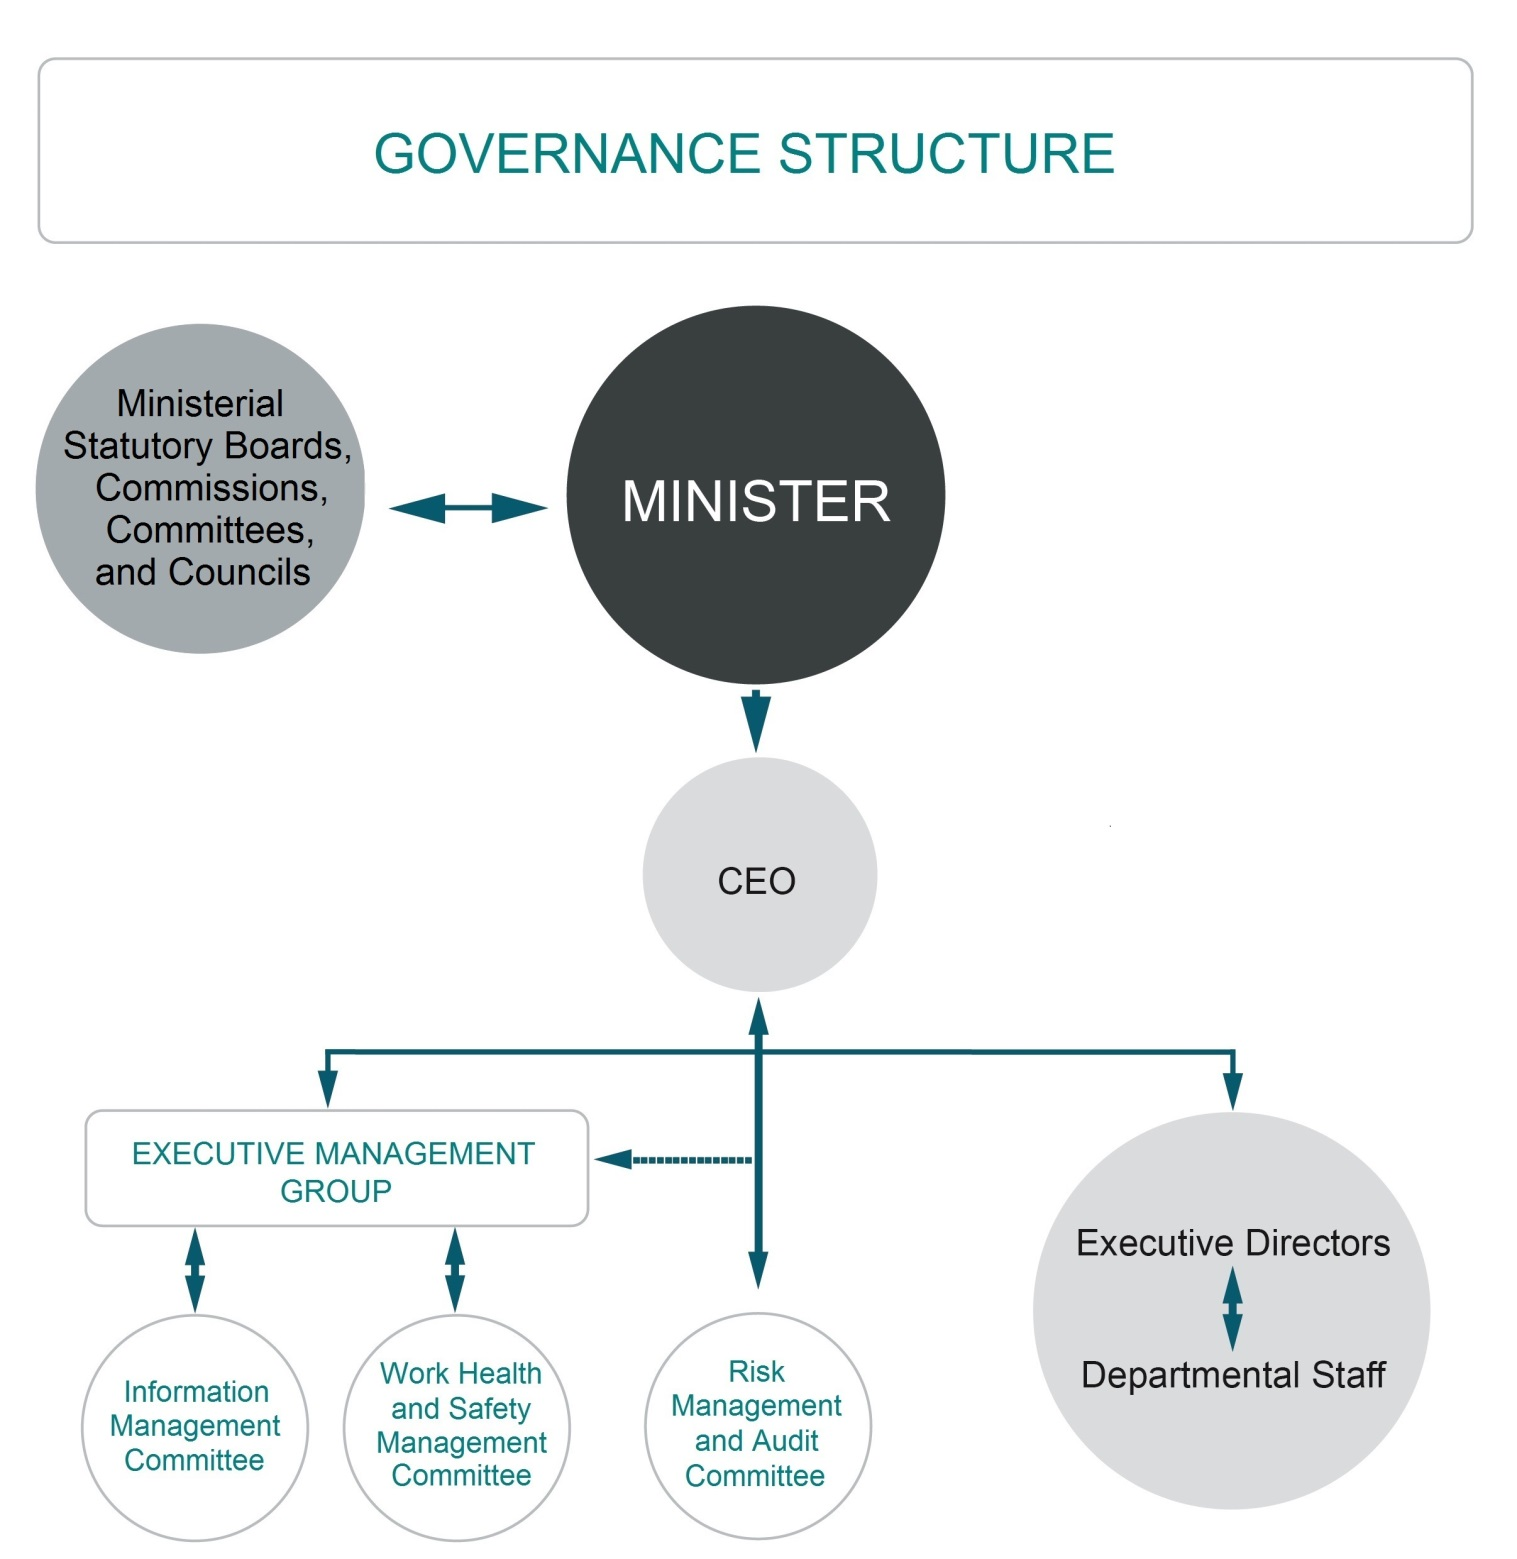 GOVERNANCE STRUCTURE
Ministerial
Statutory Boards,
Commissions,
Committees,
and Councils
MINISTER
CEO
EXECUTIVE MANAGEMENT
GROUP
Executive Directors
Departmental Staff
Information
Management
Committee
Work Health
and Safety
Management
Committee
Risk
Management
and Audit
Committee